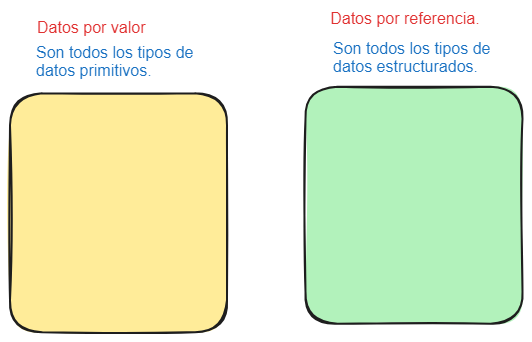 Datos por valor
Son todos los tipos de
datos primitivos.
Datos por referencia.
Son todos los tipos de
datos estructurados.